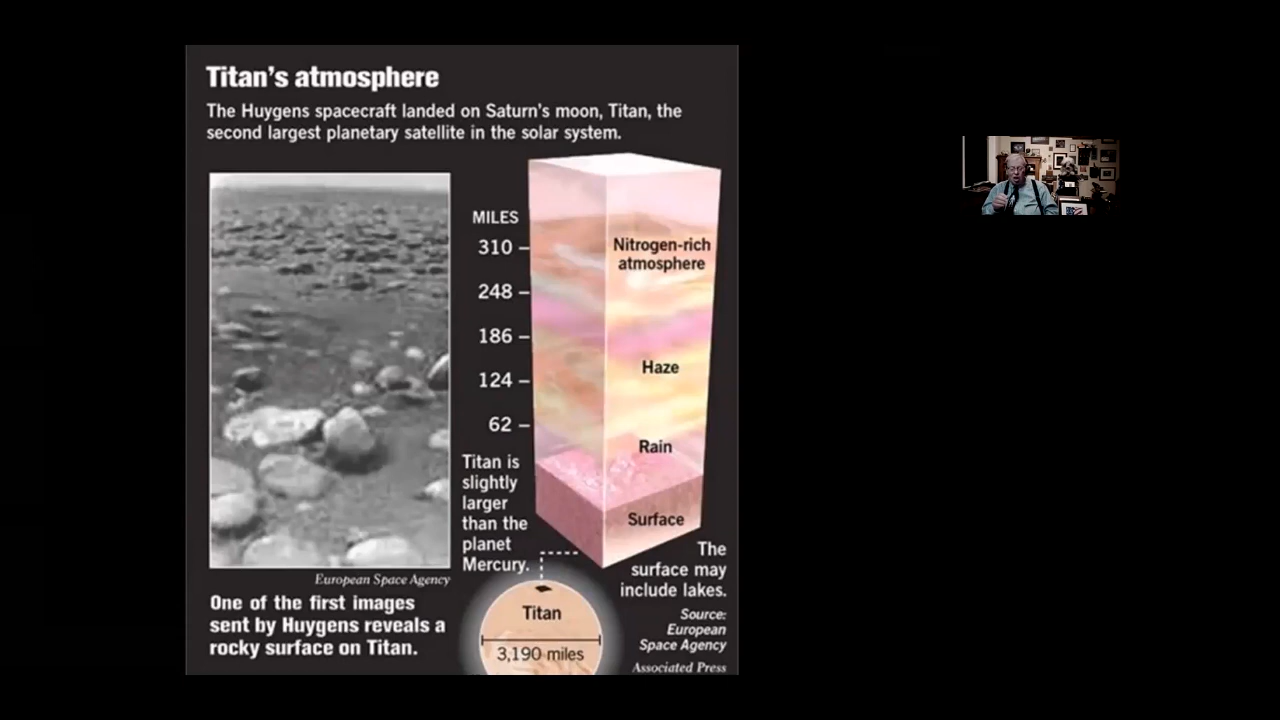 Titan's atmosphere
The Huygens spacecraft landed on Saturn's moon, Titan, the
second largest planetary satellite in the solar system.
MILES
310
248
186
124
62
Nitrogen-rich
atmosphere
Haze
Rain
Surface
Titan is
slightly
larger
than the
planet
Mercury.
The
surface may
include lakes.
European Space Agency
One of the first images
sent by Huygens reveals a
rocky surface on Titan.
Titan
3,190 miles
Source:
European
Space Agency
Associated Press